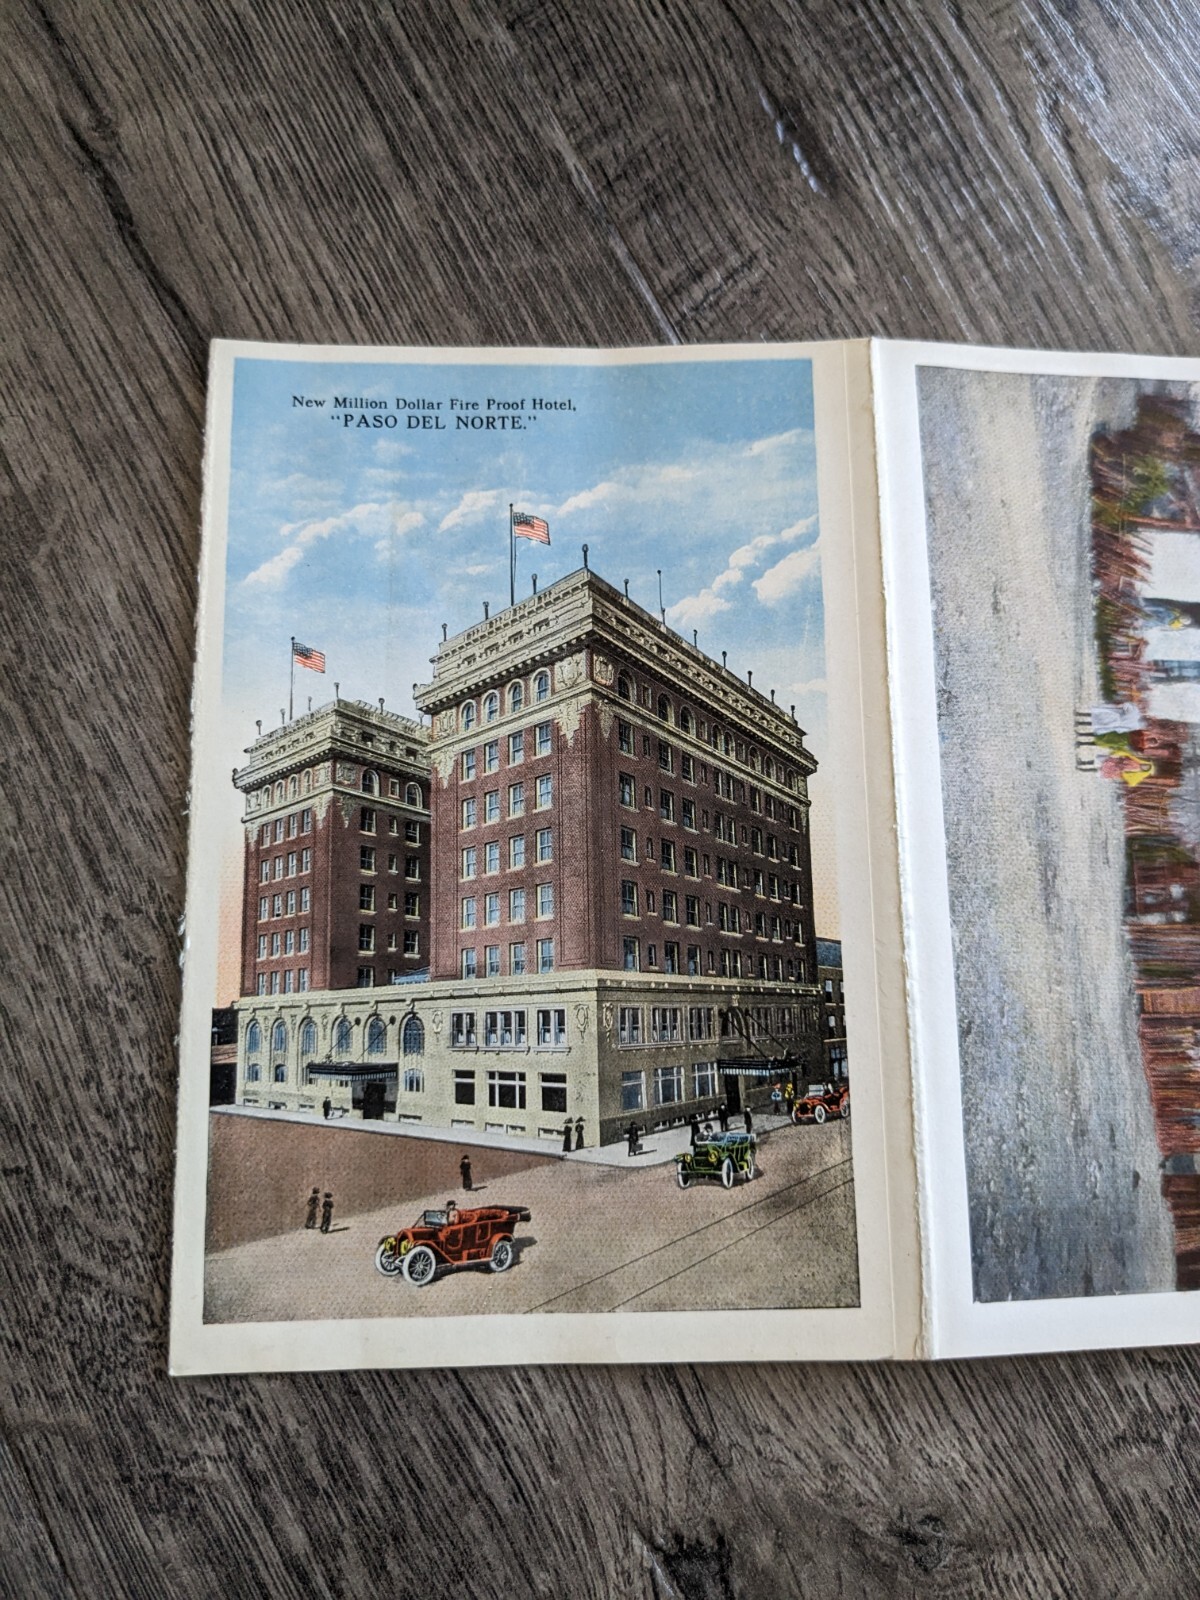 New Million Dollar Fire Proof Hotel,
"PASO DEL NORTE."